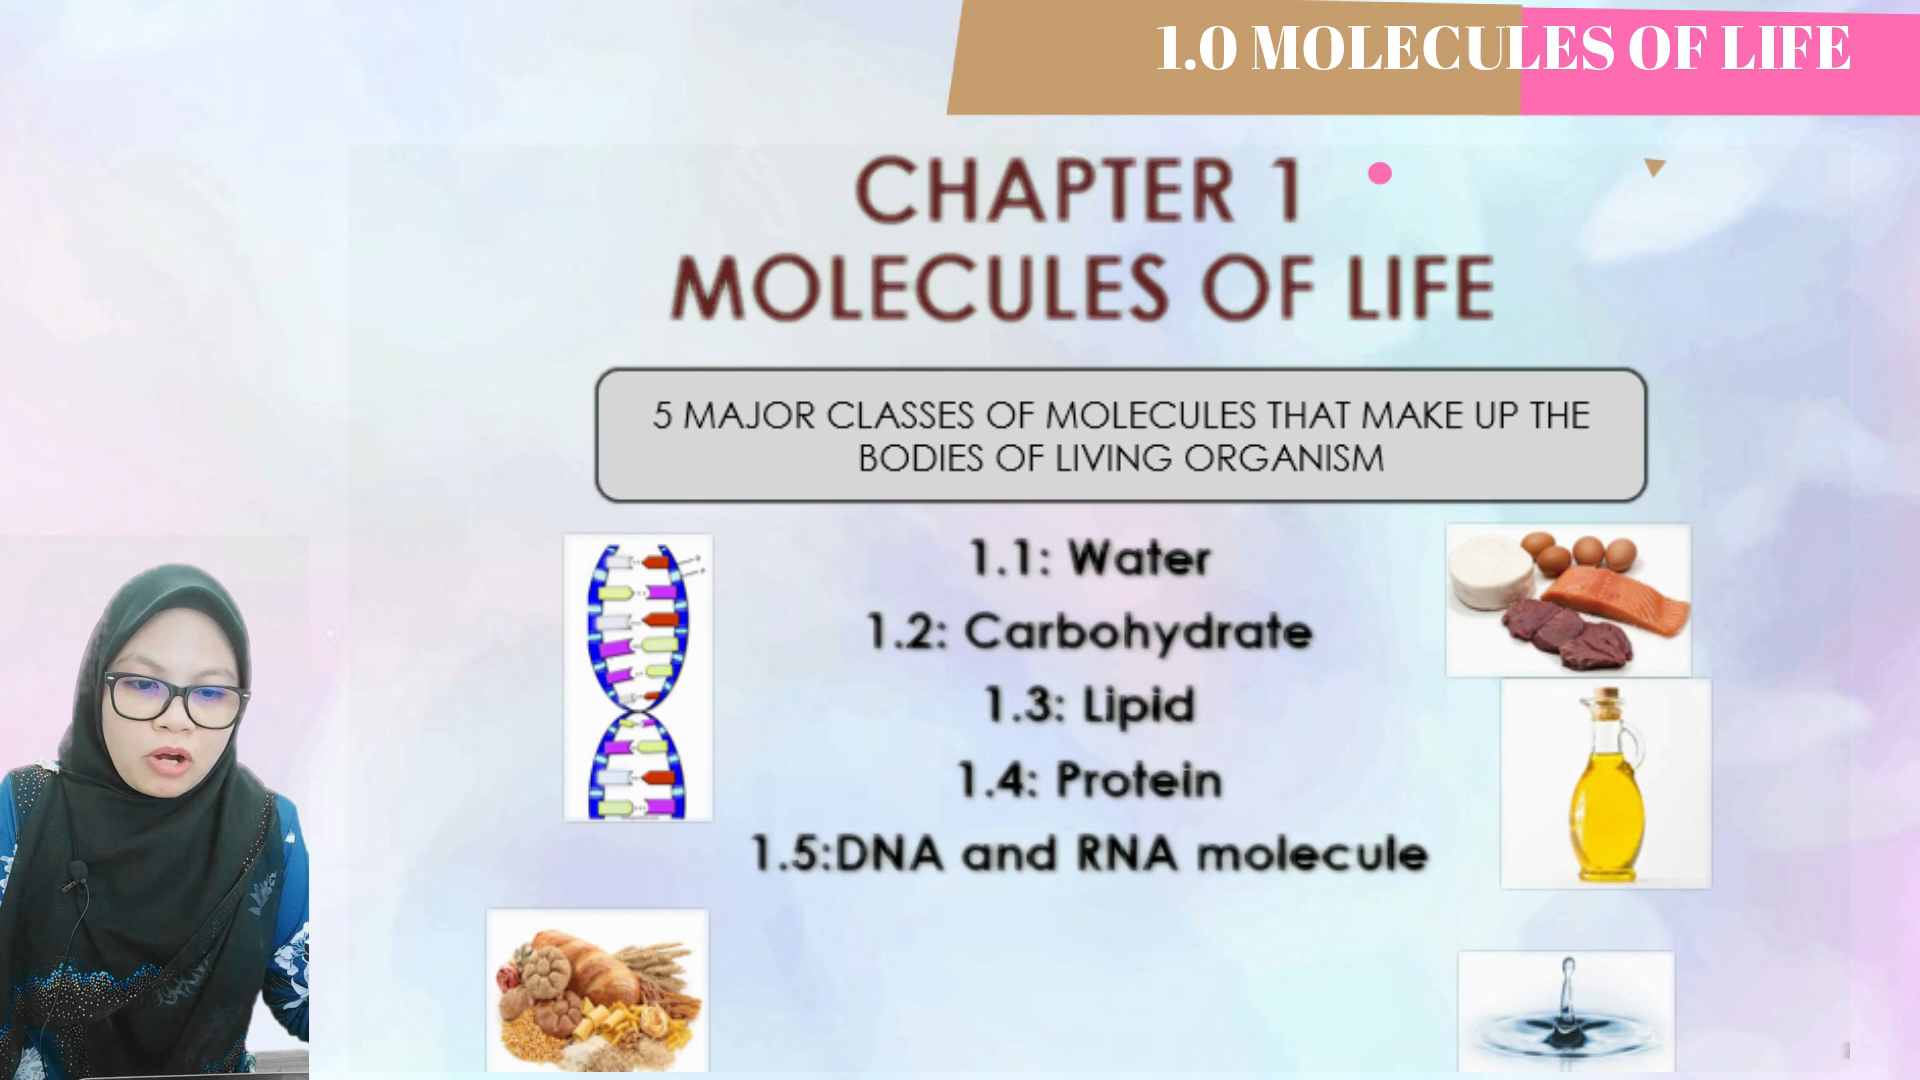 1.0 MOLECULES OF LIFE
CHAPTER 1
MOLECULES OF LIFE
5 MAJOR CLASSES OF MOLECULES THAT MAKE UP THE
BODIES OF LIVING ORGANISM
1.1: Water
1.2: Carbohydrate
1.3: Lipid
1.4: Protein
1.5:DNA and RNA molecule